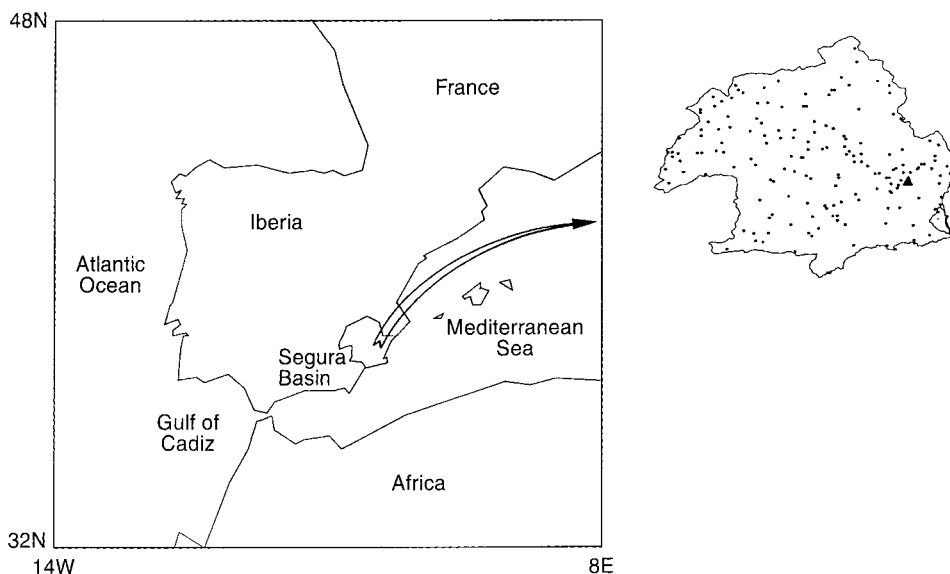 48N
France
Iberia
Atlantic
Ocean
Mediterranean
Sea
Segura
Basin
Gulf of
Cadiz
Africa
32N
14W
8E